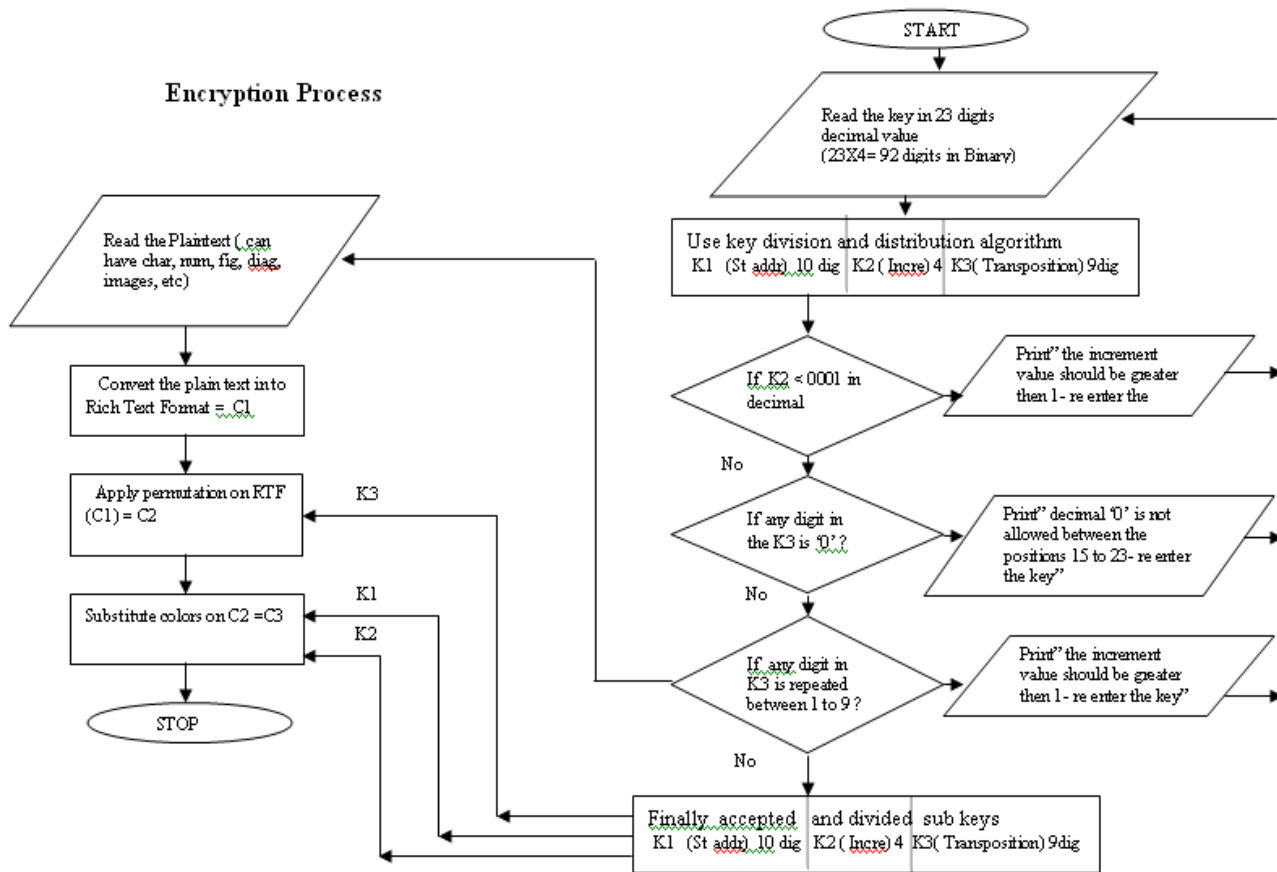 START
Encryption Process
Read the key in 23 digits
decimal value
(23X4= 92 digits in Binary)
Use key division and distribution algorithm
K1 (St addr) 10 dig K2 ( Incre) 4 K3( Transposition) 9dig
If K2 < 0001 in
decimal
Print” the increment
value should be greater
then 1- re enter the
No
If any digit in
the K3 is ‘0’ ?
Print” decimal ‘0’ is not
allowed between the
positions 15 to 23- re enter
the key”
No
If any digit in
K3 is repeated
between 1 to 9 ?
Print” the increment
value should be greater
then 1- re enter the key”
No
Finally accepted and divided sub keys
K1 (St addr) 10 dig K2 ( Incre) 4 K3( Transposition) 9dig
Read the Plaintext ( can
have char, num, fig, diag,
images, etc)
Convert the plain text in to
Rich Text Format = C1
Apply permutation on RTF
(C1) = C2
K3
Substitute colors on C2 =C3
K1
K2
STOP